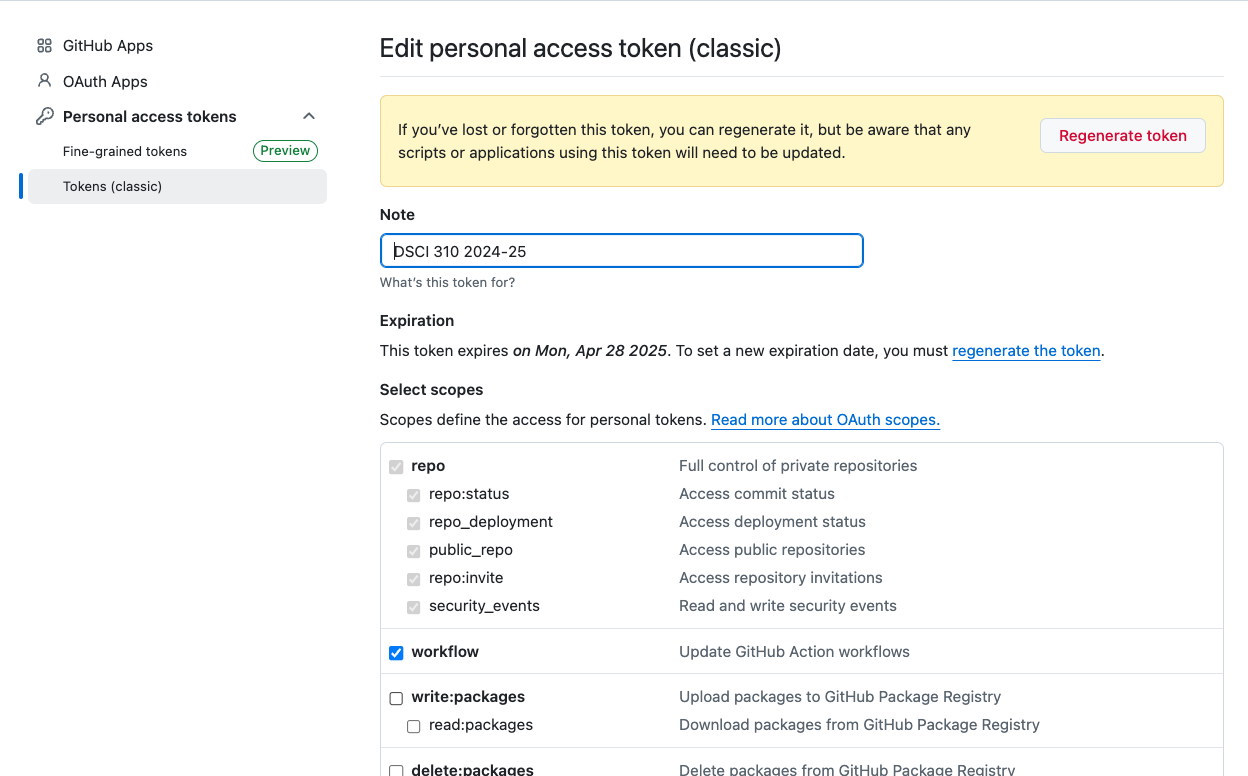 GitHub Apps
OAuth Apps
Personal access tokens
Fine-grained tokens Preview
Tokens (classic)
Edit personal access token (classic)
If you’ve lost or forgotten this token, you can regenerate it, but be aware that any
scripts or applications using this token will need to be updated.
Regenerate token
Note
DSCI 310 2024-25
What’s this token for?
Expiration
This token expires on Mon, Apr 28 2025. To set a new expiration date, you must regenerate the token.
Select scopes
Scopes define the access for personal tokens. Read more about OAuth scopes.
repo Full control of private repositories
repo:status Access commit status
repo_deployment Access deployment status
public_repo Access public repositories
repo:invite Access repository invitations
security_events Read and write security events
workflow Update GitHub Action workflows
write:packages Upload packages to GitHub Package Registry
read:packages Download packages from GitHub Package Registry
delete:packages Delete packages from GitHub Package Registry